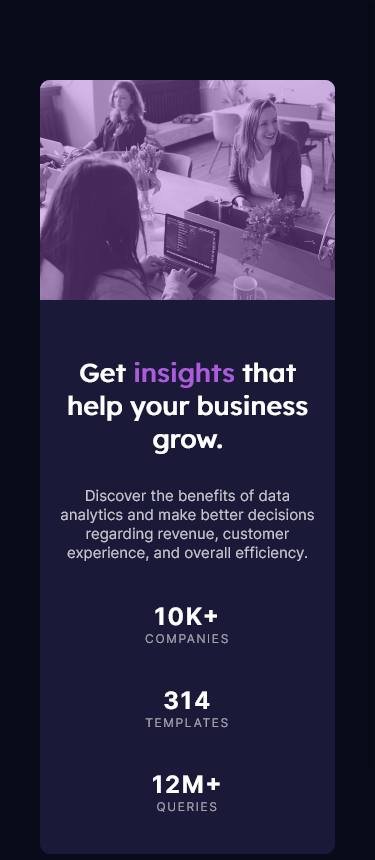 Get insights that
help your business
grow.
Discover the benefits of data
analytics and make better decisions
regarding revenue, customer
experience, and overall efficiency.
10K+
COMPANIES
314
TEMPLATES
12M+
QUERIES